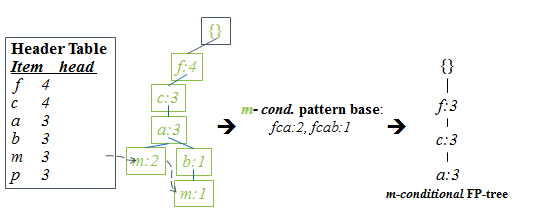 Header Table
Item head
f 4
c 4
a 3
b 3
m 3
p 3
{}
f:4
c:3
a:3
m:2
b:1
m:1
m- cond. pattern base:
fca:2, fcab:1
{}
f:3
c:3
a:3
m-conditional FP-tree